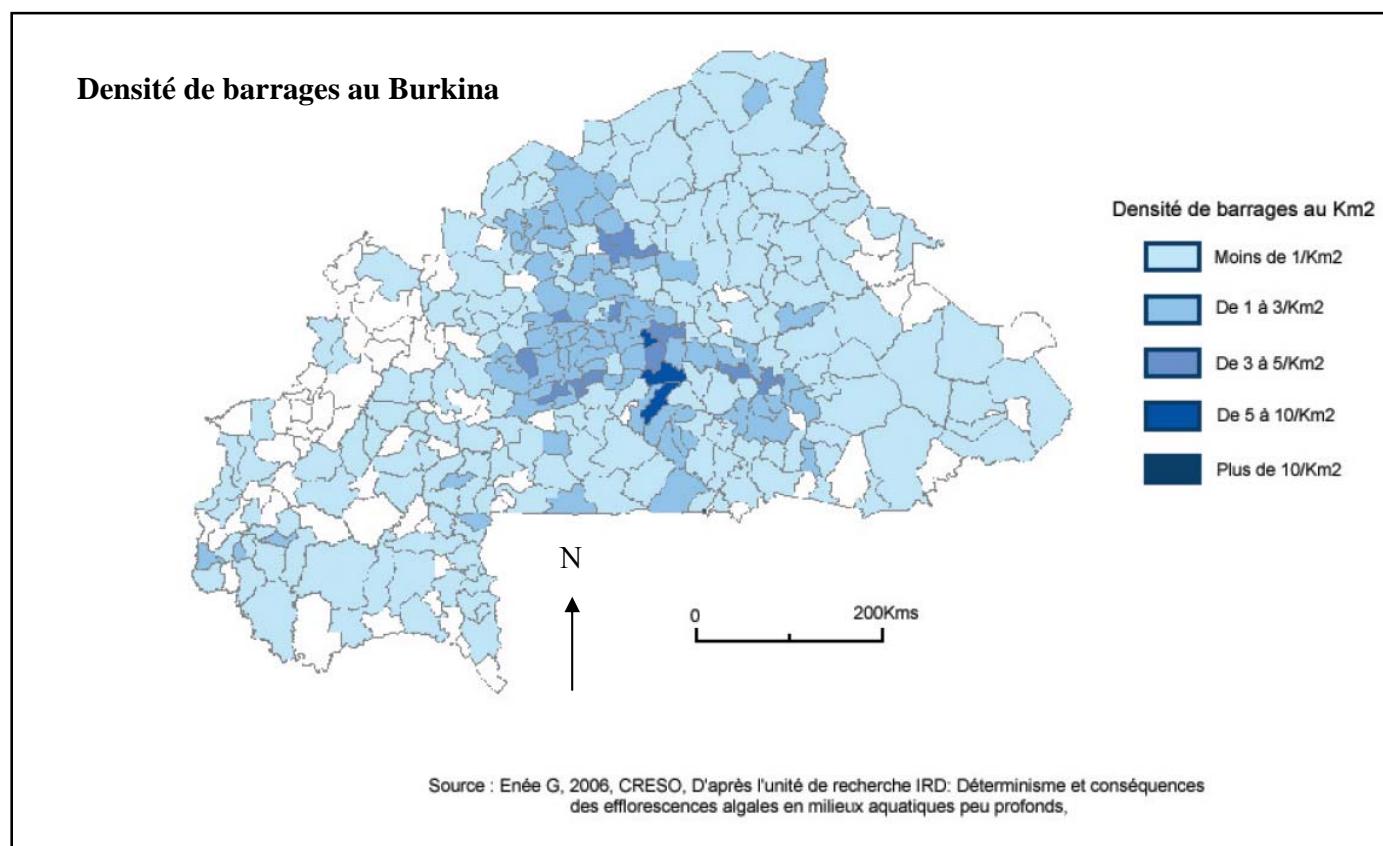 Densité de barrages au Burkina
Densité de barrages au Km2
Moins de 1/Km2
De 1 à 3/Km2
De 3 à 5/Km2
De 5 à 10/Km2
Plus de 10/Km2
N
0 200Kms
Source : Enée G, 2006, CRESO, D'après l'unité de recherche IRD: Déterminisme et conséquences
des efflorescences algales en milieux aquatiques peu profonds,